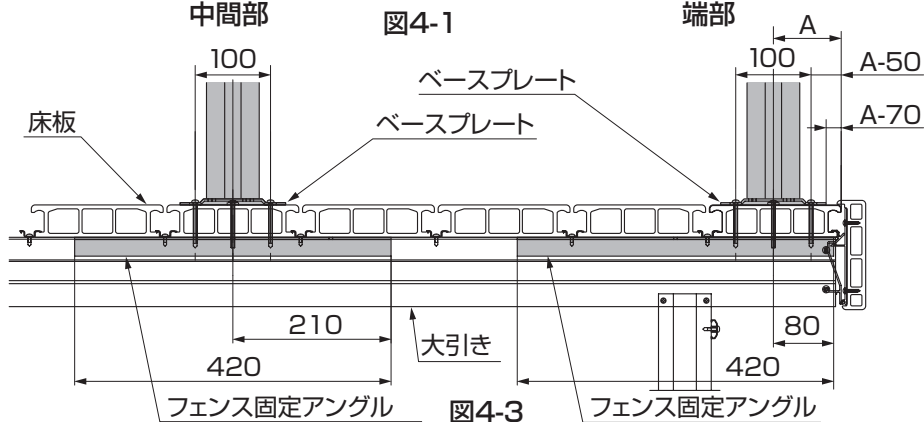 中間部
図4-1
端部
A
100
100
A-50
ベースプレート
A-70
床板
ベースプレート
210
大引き
80
420
420
フェンス固定アングル
図4-3
フェンス固定アングル